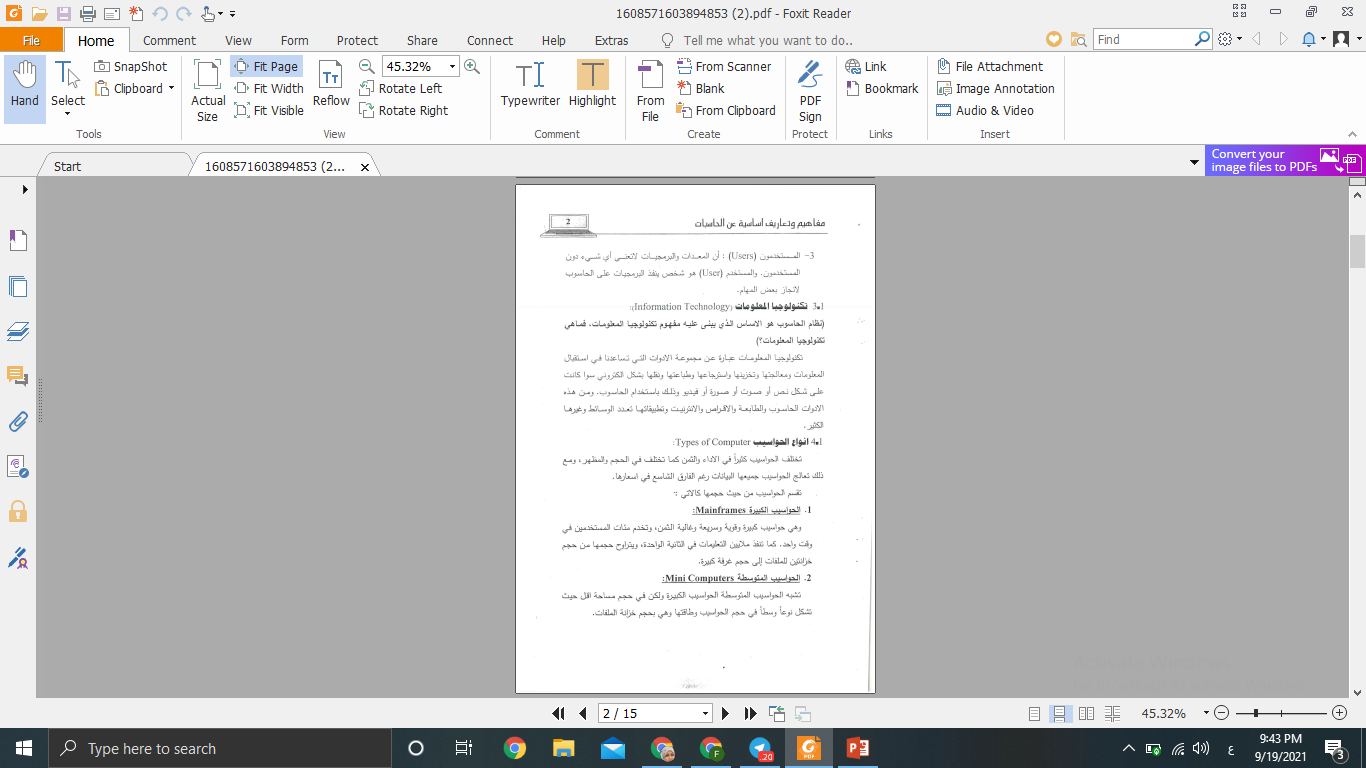 1608571603894853 (2).pdf - Foxit Reader
File Home Comment View Form Protect Share Connect Help Extras Tell me what you want to do.. Find
Hand Select SnapShot Clipboard Actual Size Fit Page Fit Width Fit Visible Reflow 45.32% Rotate Left Rotate Right Typewriter Highlight From File From Scanner Blank From Clipboard PDF Sign Link Bookmark File Attachment Image Annotation Audio & Video
Tools View Comment Create Protect Links Insert
Start 1608571603894853 (2... Convert your
image files to PDFs
2 مفاهيم وتعاريف اساسية عن الحاسبات
3- المستخدمون (Users) : أن المعدات والبرمجيات لاتعني أي شيء دون
المستخدمون. والمستخدم (User) هو شخص ينفذ البرمجيات على الحاسوب
لانجاز بعض المهام.
3.1• تكنولوجيا المعلومات (Information Technology):
(نظام الحاسوب هو الاساس الذي يبنى عليه مفهوم تكنولوجيا المعلومات، فماهي
تكنولوجيا المعلومات؟)
تكنولوجيا المعلومات عبارة عن مجموعة الادوات التي تساعدنا في استقبال
المعلومات ومعالجتها وتخزينها واسترجاعها وطباعتها ونقلها بشكل الكتروني سوا كانت
على شكل نص أو صوت أو صورة أو فيديو وذلك باستخدام الحاسوب. ومن هذه
الادوات الحاسوب والطابعة والاقراص والانترنيت وتطبيقاتها تعدد الوسائط وغيرها
الكثير.
4.1• انواع الحواسيب Types of Computer:
تختلف الحواسيب كثيراً في الاداء والثمن كما تختلف في الحجم والمظهر، ومع
ذلك تعالج الحواسيب جميعها البيانات رغم الفارق الشاسع في اسعارها.
تقسم الحواسيب من حيث حجمها كالاتي :-
1. الحواسيب الكبيرة Mainframes:
وهي حواسيب كبيرة وقوية وسريعة وغالية الثمن، وتخدم مئات المستخدمين في
وقت واحد. كما تنفذ ملايين التعليمات في الثانية الواحدة، ويتراوح حجمها من حجم
خزانتين للملفات إلى حجم غرفة كبيرة.
2. الحواسيب المتوسطة Mini Computers:
تشبه الحواسيب المتوسطة الحواسيب الكبيرة ولكن في حجم مساحة اقل حيث
تشكل نوعاً وسطاً في حجم الحواسيب وطاقتها وهي بحجم خزانة الملفات.
2 / 15 45.32%
Type here to search .20 ع 9:43 PM
9/19/2021 3